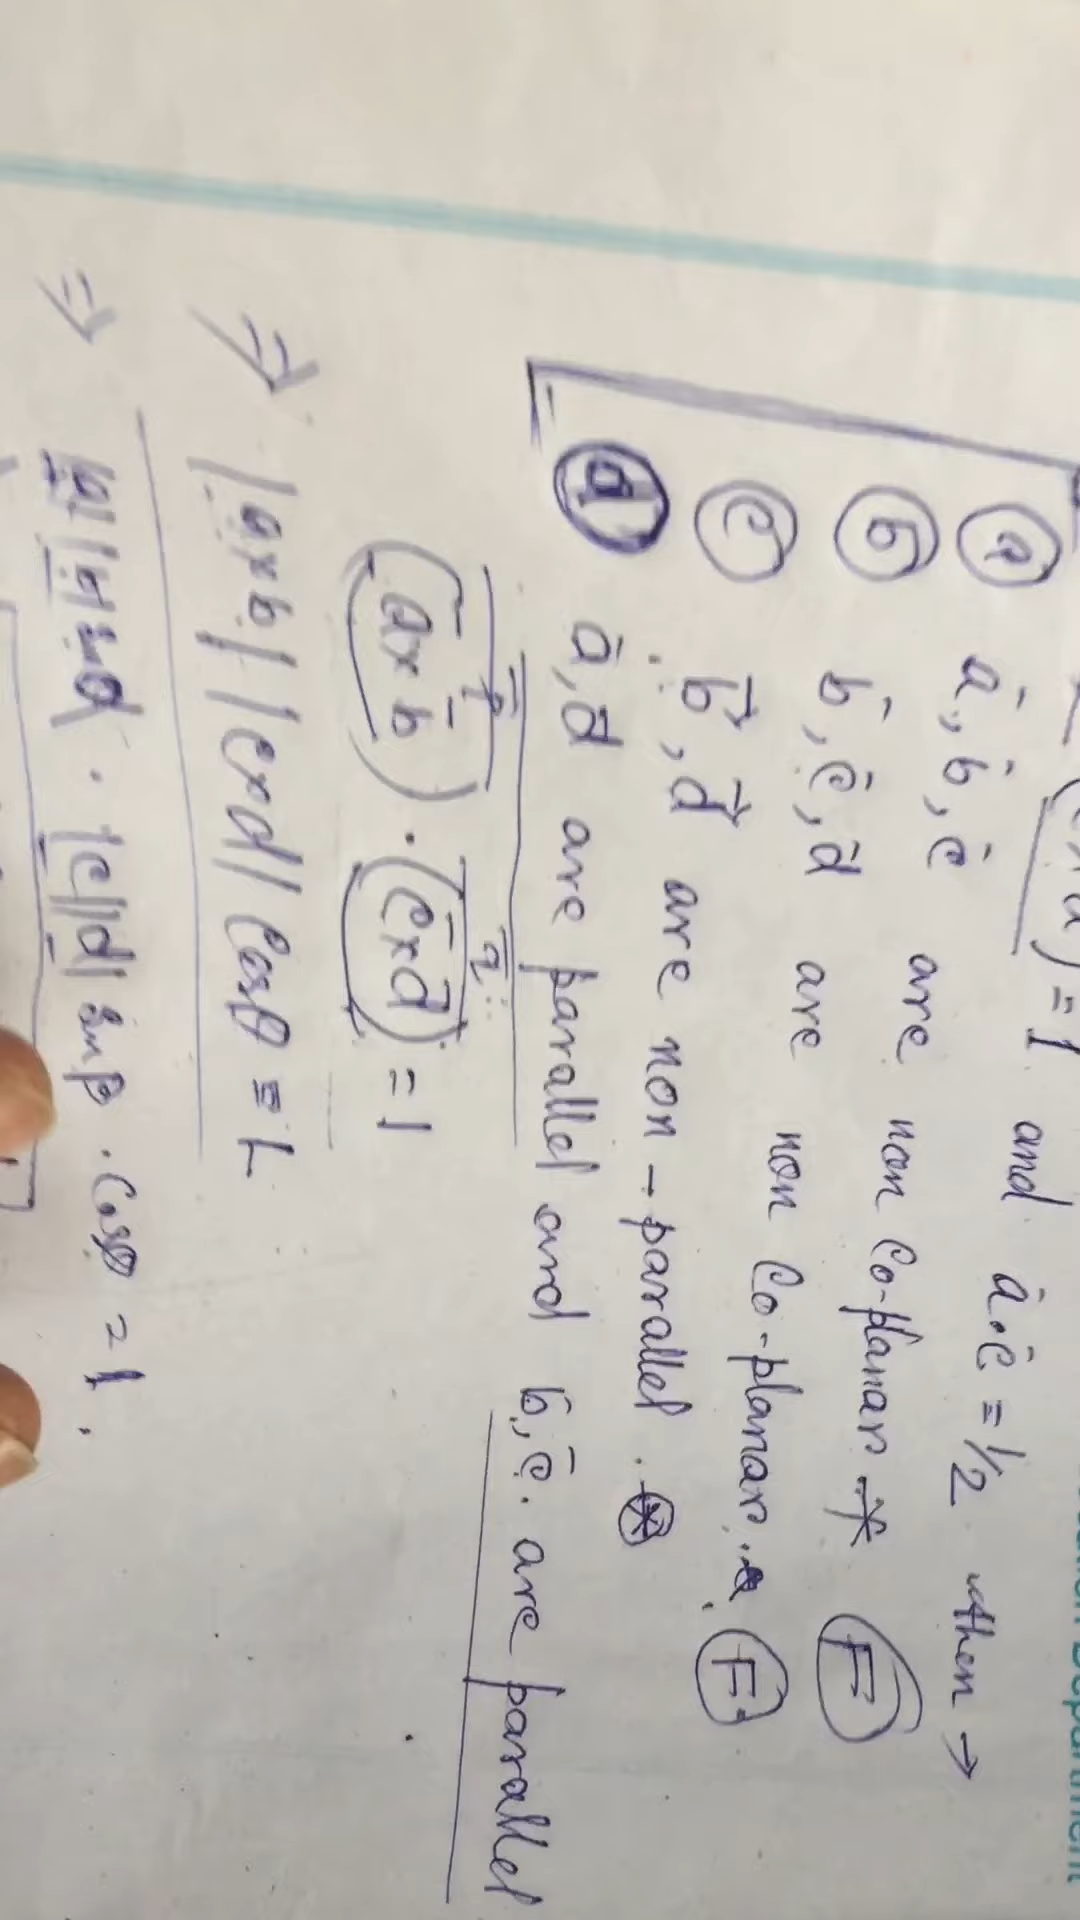 (c̄×d̄) = 1 and ā·c̄ = 1/2 then →
(a) ā, b̄, c̄ are non Co-planar * (F)
(b) b̄, c̄, d̄ are non Co-planar. (F)
(c) b⃗, d⃗ are non-parallel.
(d) ā, d̄ are parallel and b̄, c̄. are parallel
p̄ q̄
(ā×b̄)·(c̄×d̄) = 1
⇒ |a×b| |c×d| Cosθ = 1
⇒ |a||b| sinα · |c||d| sinβ · Cosθ = 1.